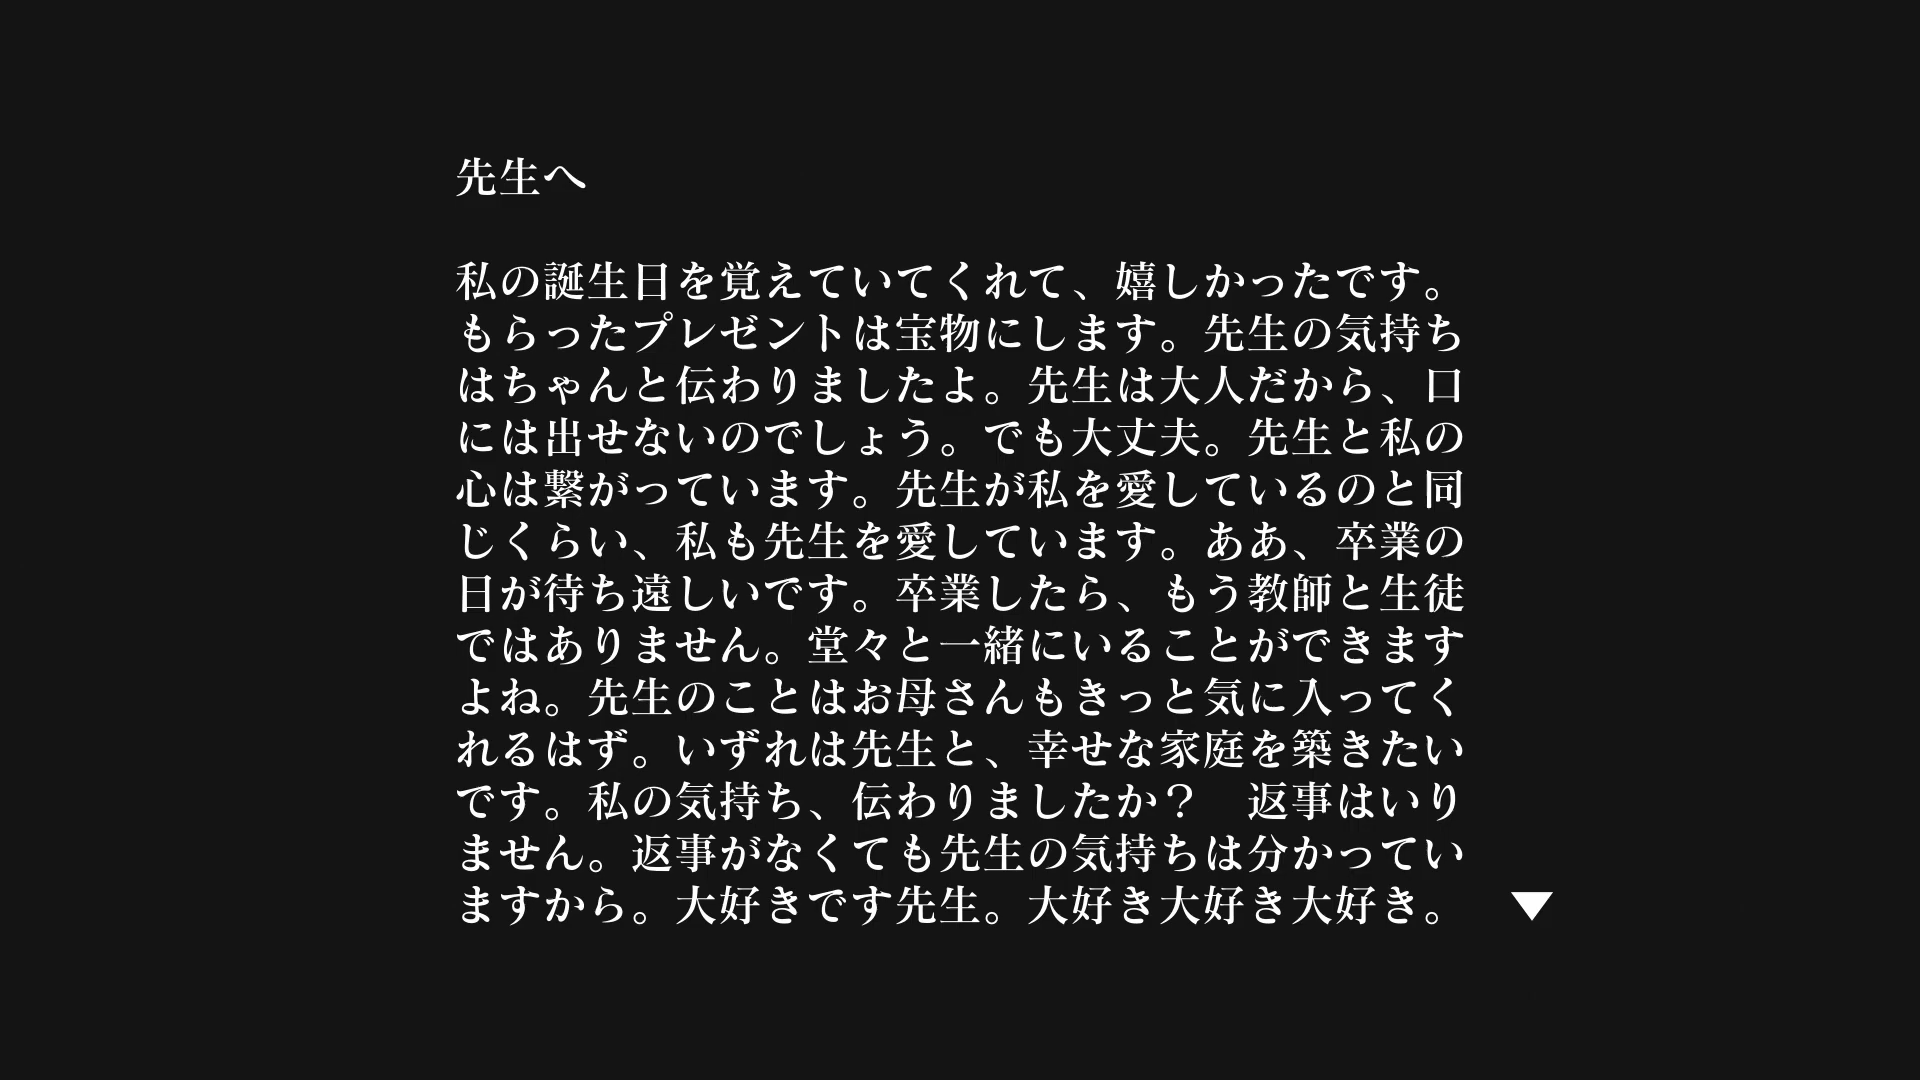 先生へ
私の誕生日を覚えていてくれて、嬉しかったです。
もらったプレゼントは宝物にします。先生の気持ち
はちゃんと伝わりましたよ。先生は大人だから、口
には出せないのでしょう。でも大丈夫。先生と私の
心は繋がっています。先生が私を愛しているのと同
じくらい、私も先生を愛しています。ああ、卒業の
日が待ち遠しいです。卒業したら、もう教師と生徒
ではありません。堂々と一緒にいることができます
よね。先生のことはお母さんもきっと気に入ってく
れるはず。いずれは先生と、幸せな家庭を築きたい
です。私の気持ち、伝わりましたか？　返事はいり
ません。返事がなくても先生の気持ちは分かってい
ますから。大好きです先生。大好き大好き大好き。